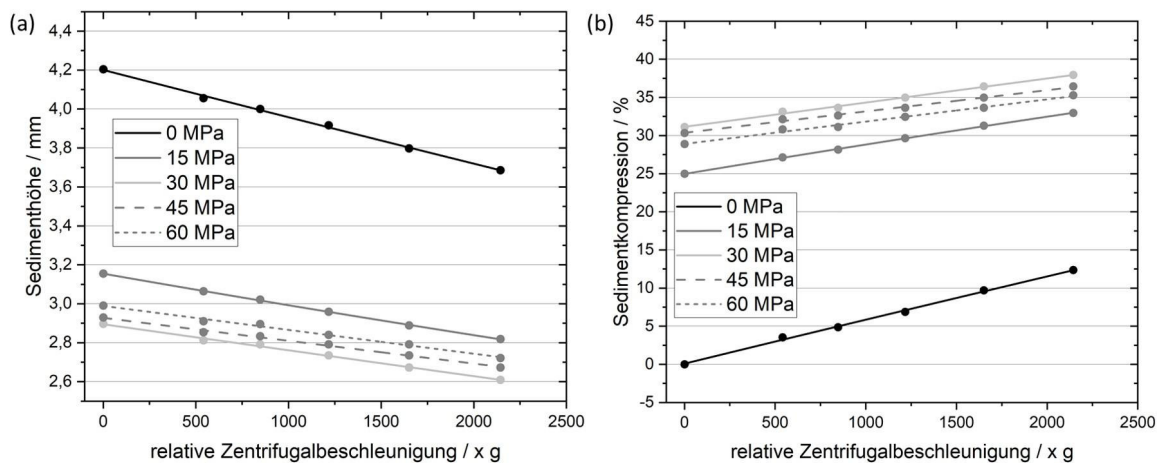 (a)
4,4
4,2
4,0
3,8
3,6
3,4
3,2
3,0
2,8
2,6
Sedimenthöhe / mm
0 MPa
15 MPa
30 MPa
45 MPa
60 MPa
0
500
1000
1500
2000
2500
relative Zentrifugalbeschleunigung / x g
(b)
45
40
35
30
25
20
15
10
5
0
-5
Sedimentkompression / %
0 MPa
15 MPa
30 MPa
45 MPa
60 MPa
0
500
1000
1500
2000
2500
relative Zentrifugalbeschleunigung / x g